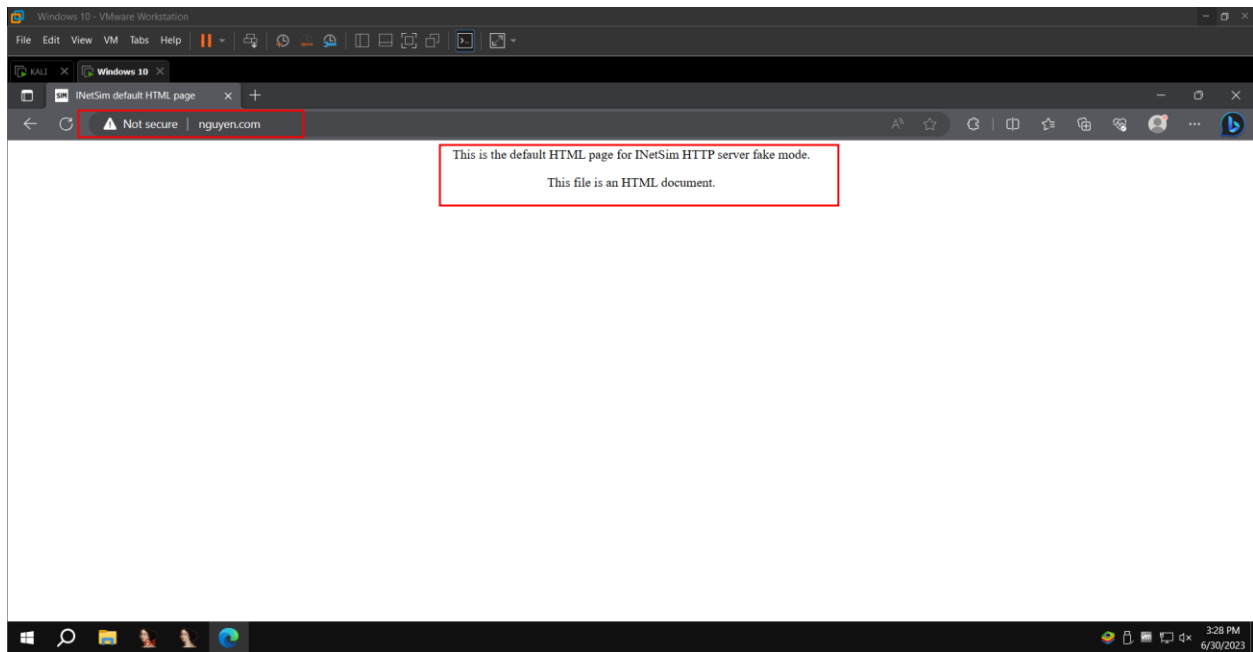 Windows 10 - VMware Workstation
File Edit View VM Tabs Help
KALI Windows 10
SIM INetSim default HTML page
Not secure nguyen.com
This is the default HTML page for INetSim HTTP server fake mode.
This file is an HTML document.
3:28 PM
6/30/2023